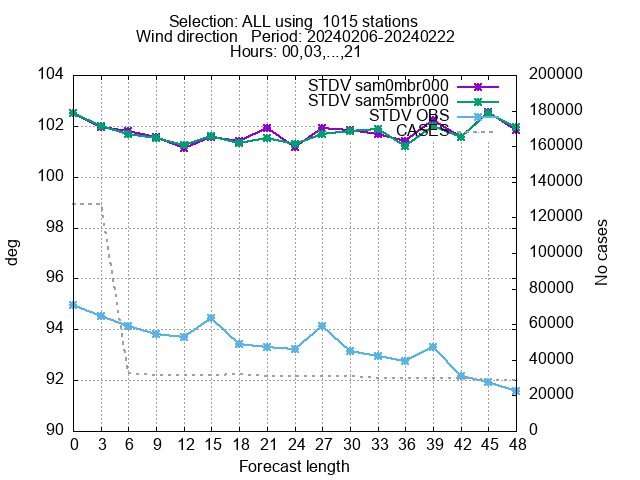 Selection: ALL using  1015 stations
Wind direction   Period: 20240206-20240222
Hours: 00,03,...,21
104
102
100
98
96
94
92
90
deg
STDV sam0mbr000
STDV sam5mbr000
STDV OBS
CASES
200000
180000
160000
140000
120000
100000
80000
60000
40000
20000
0
No cases
0 3 6 9 12 15 18 21 24 27 30 33 36 39 42 45 48
Forecast length